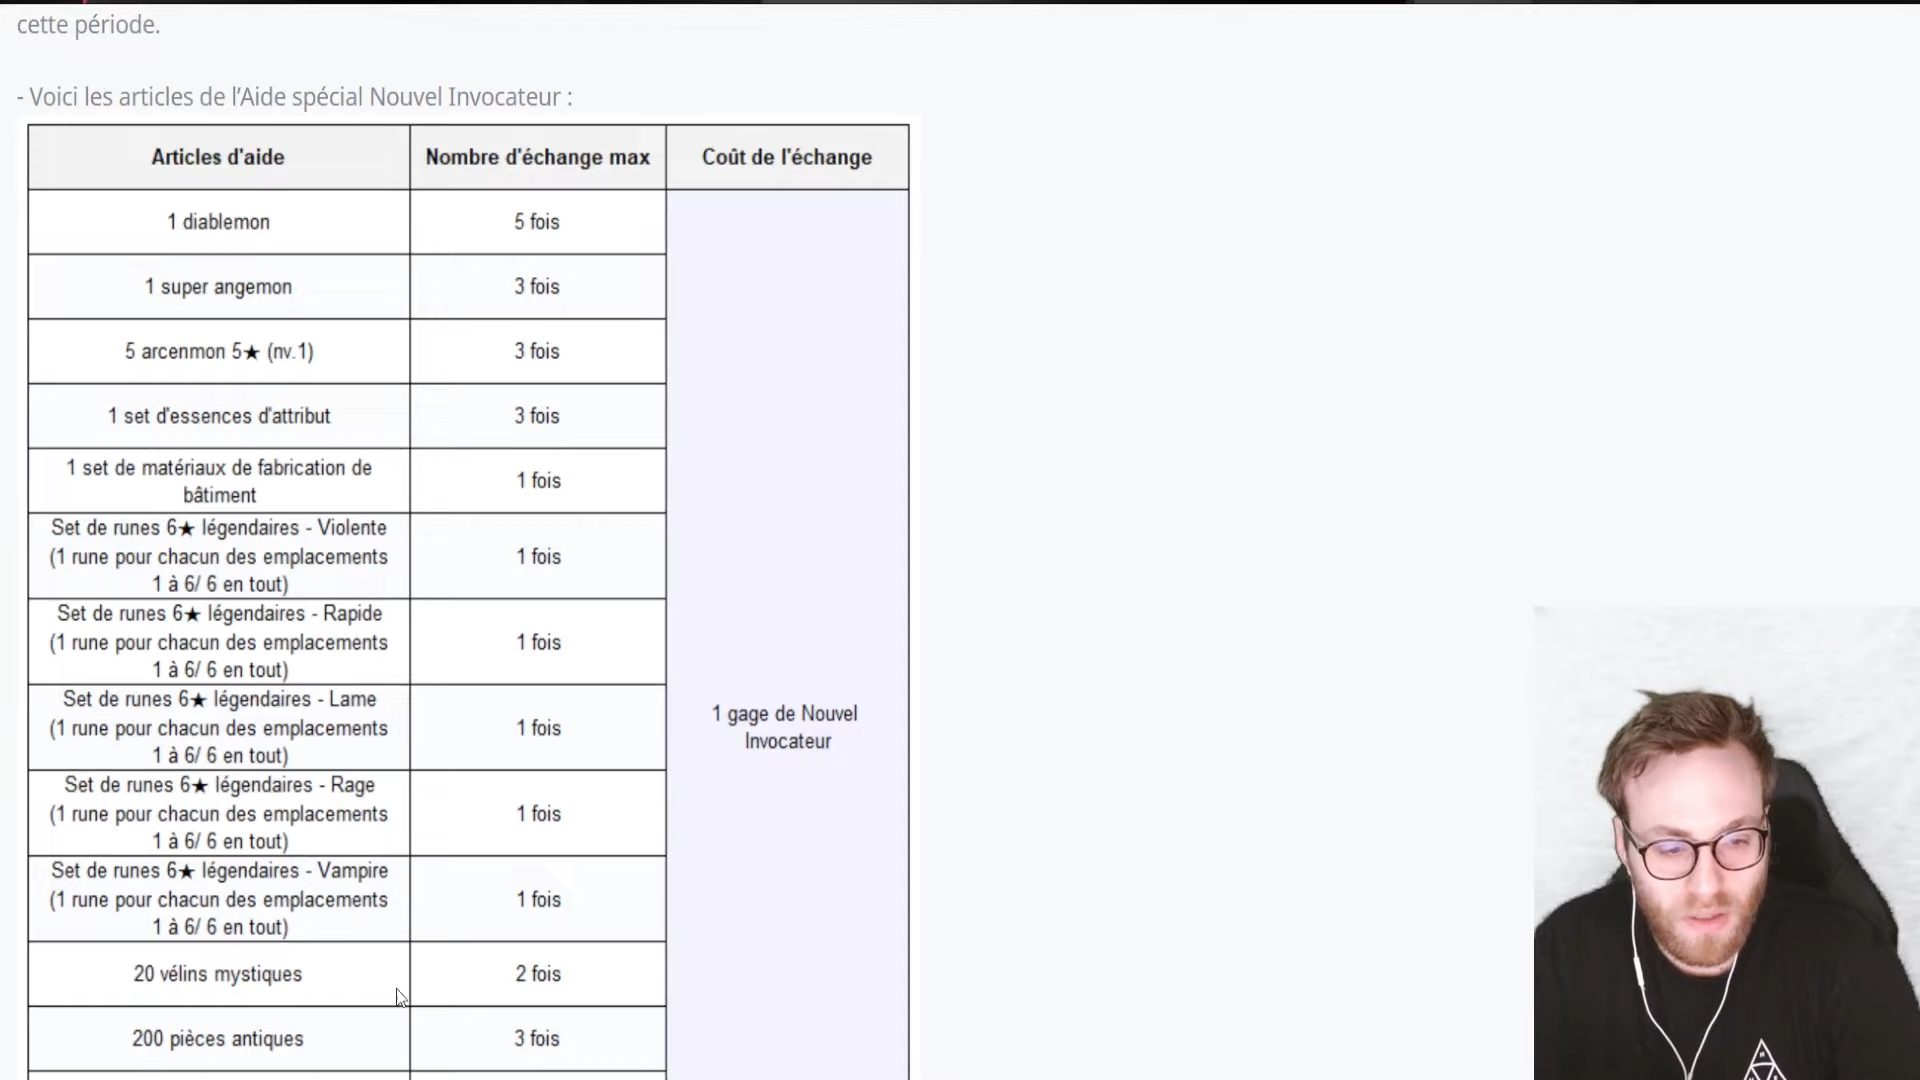 cette période.
- Voici les articles de l’Aide spécial Nouvel Invocateur :
Articles d'aide
Nombre d'échange max
Coût de l'échange
1 diablemon
5 fois
1 super angemon
3 fois
5 arcenmon 5★ (nv.1)
3 fois
1 set d'essences d'attribut
3 fois
1 set de matériaux de fabrication de
bâtiment
1 fois
Set de runes 6★ légendaires - Violente
(1 rune pour chacun des emplacements
1 à 6/ 6 en tout)
1 fois
Set de runes 6★ légendaires - Rapide
(1 rune pour chacun des emplacements
1 à 6/ 6 en tout)
1 fois
Set de runes 6★ légendaires - Lame
(1 rune pour chacun des emplacements
1 à 6/ 6 en tout)
1 fois
1 gage de Nouvel
Invocateur
Set de runes 6★ légendaires - Rage
(1 rune pour chacun des emplacements
1 à 6/ 6 en tout)
1 fois
Set de runes 6★ légendaires - Vampire
(1 rune pour chacun des emplacements
1 à 6/ 6 en tout)
1 fois
20 vélins mystiques
2 fois
200 pièces antiques
3 fois